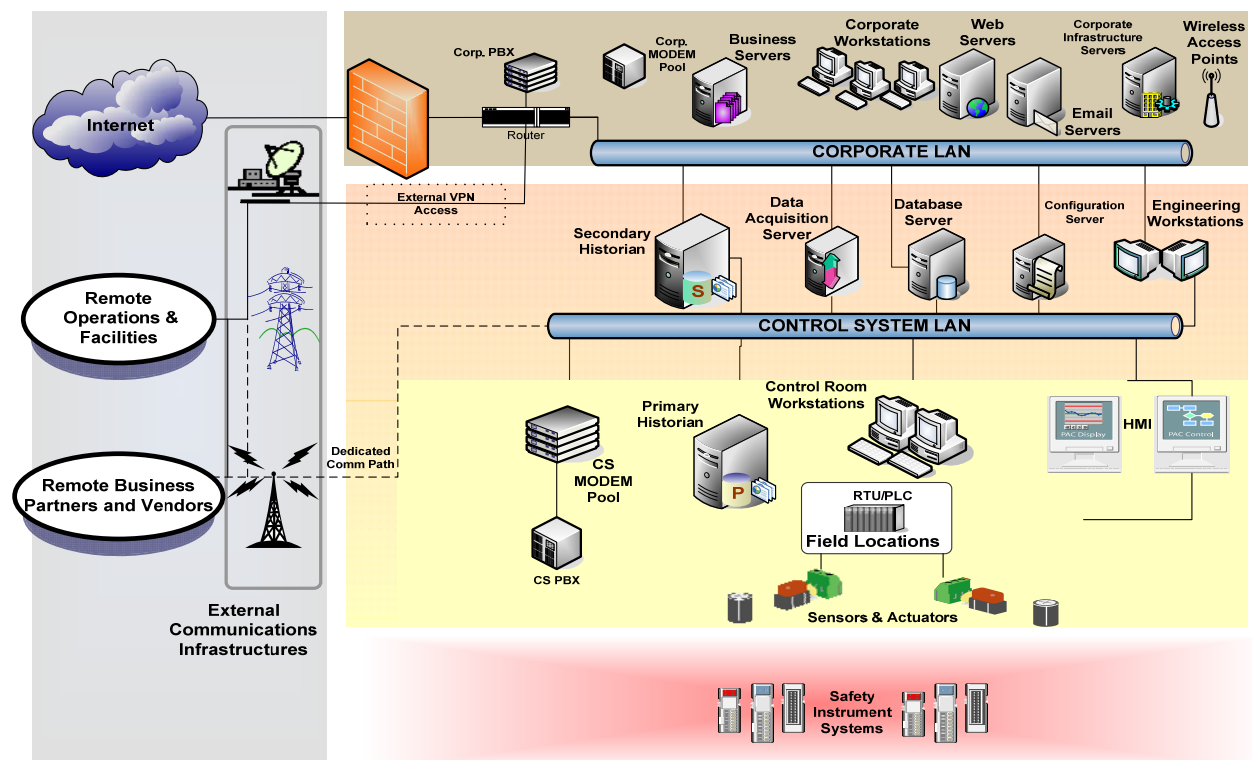 Internet
Corp. PBX
Router
Corp.
MODEM
Pool
Business
Servers
Corporate
Workstations
Web
Servers
Email
Servers
Corporate
Infrastructure
Servers
Wireless
Access
Points
CORPORATE LAN
External VPN
Access
Secondary
Historian
S
Data
Acquisition
Server
Database
Server
Configuration
Server
Engineering
Workstations
Remote
Operations &
Facilities
CONTROL SYSTEM LAN
Remote Business
Partners and Vendors
Dedicated
Comm Path
External
Communications
Infrastructures
CS
MODEM
Pool
CS PBX
Primary
Historian
P
Control Room
Workstations
PAC Display
HMI
PAC Control
RTU/PLC
Field Locations
Sensors & Actuators
Safety
Instrument
Systems